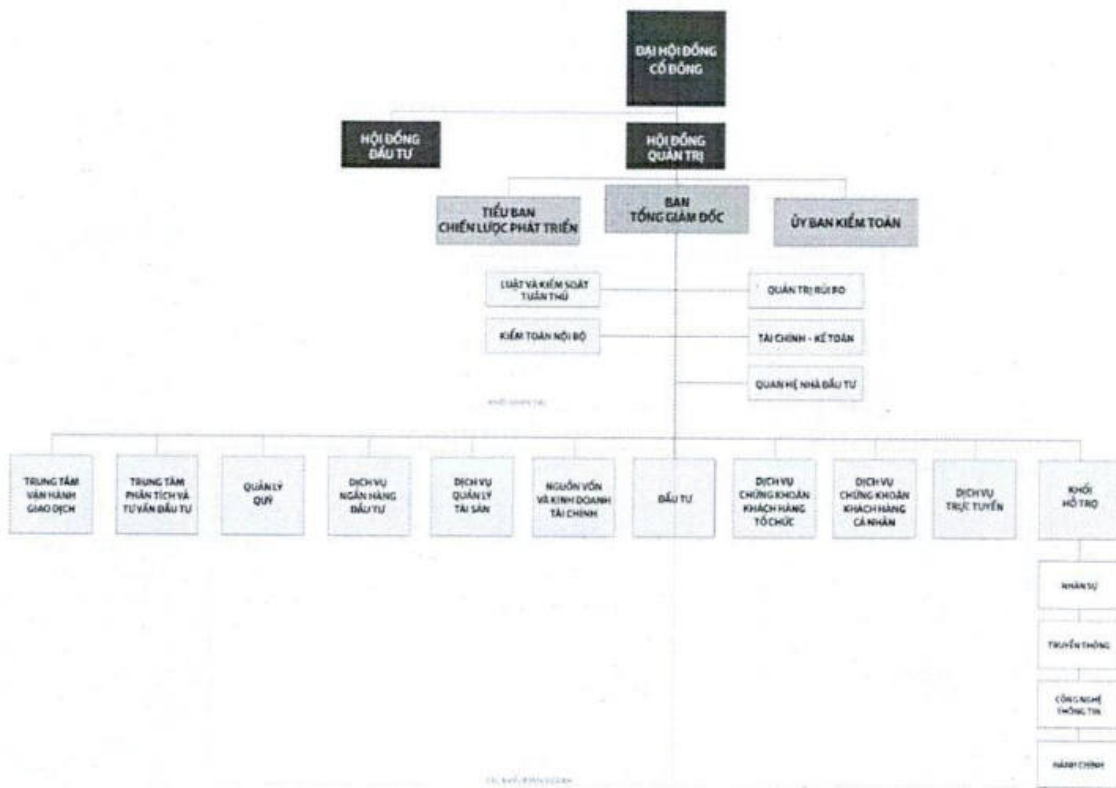 ĐẠI HỘI ĐỒNG
CỔ ĐÔNG
HỘI ĐỒNG
ĐẦU TƯ
HỘI ĐỒNG
QUẢN TRỊ
TIỂU BAN
CHIẾN LƯỢC PHÁT TRIỂN
BAN
TỔNG GIÁM ĐỐC
ỦY BAN KIỂM TOÁN
LUẬT VÀ KIỂM SOÁT
TUÂN THỦ
QUẢN TRỊ RỦI RO
KIỂM TOÁN NỘI BỘ
TÀI CHÍNH - KẾ TOÁN
QUAN HỆ NHÀ ĐẦU TƯ
TRUNG TÂM
VẬN HÀNH
GIAO DỊCH
TRUNG TÂM
PHÂN TÍCH VÀ
TƯ VẤN ĐẦU TƯ
QUẢN LÝ
QUỸ
DỊCH VỤ
NGÂN HÀNG
ĐẦU TƯ
DỊCH VỤ
QUẢN LÝ
TÀI SẢN
NGUỒN VỐN
VÀ KINH DOANH
TÀI CHÍNH
ĐẦU TƯ
DỊCH VỤ
CHỨNG KHOÁN
KHÁCH HÀNG
TỔ CHỨC
DỊCH VỤ
CHỨNG KHOÁN
KHÁCH HÀNG
CÁ NHÂN
DỊCH VỤ
TRỰC TUYẾN
KHỐI
HỖ TRỢ
NHÂN SỰ
TRUYỀN THÔNG
CÔNG NGHỆ
THÔNG TIN
HÀNH CHÍNH